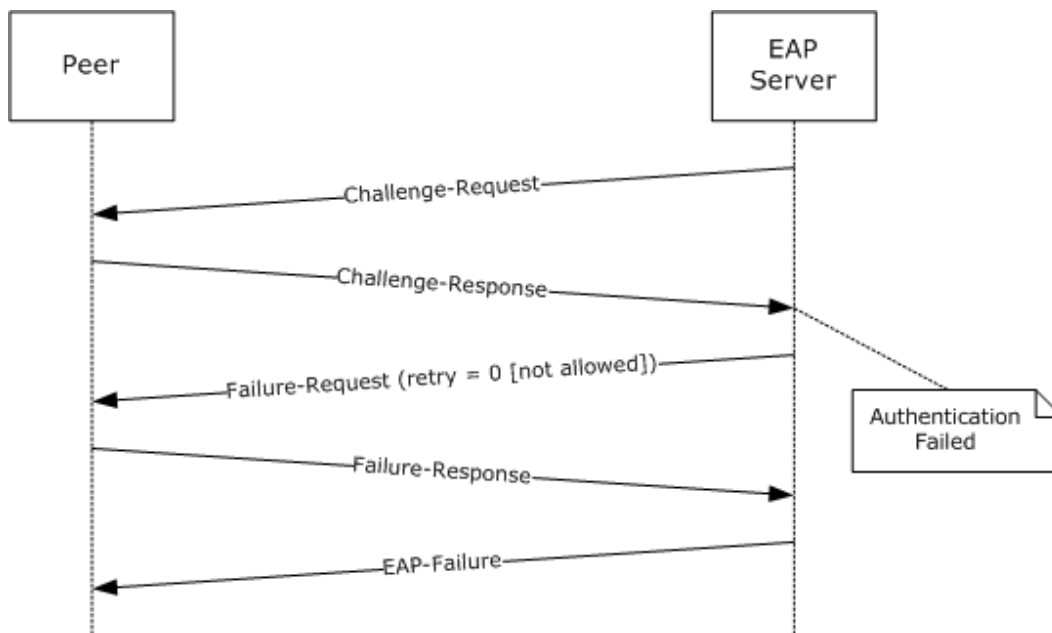 Peer
EAP
Server
Challenge-Request
Challenge-Response
Failure-Request (retry = 0 [not allowed])
Authentication
Failed
Failure-Response
EAP-Failure